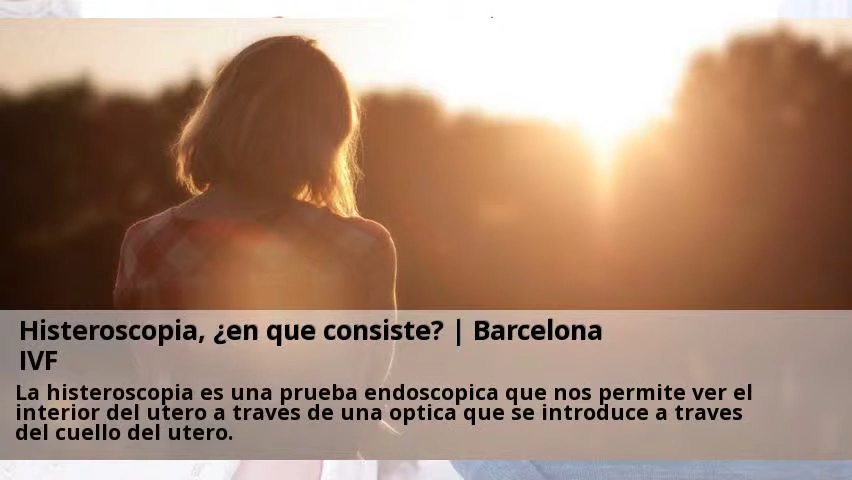 Histeroscopia, ¿en que consiste? | Barcelona
IVF
La histeroscopia es una prueba endoscopica que nos permite ver el
interior del utero a traves de una optica que se introduce a traves
del cuello del utero.